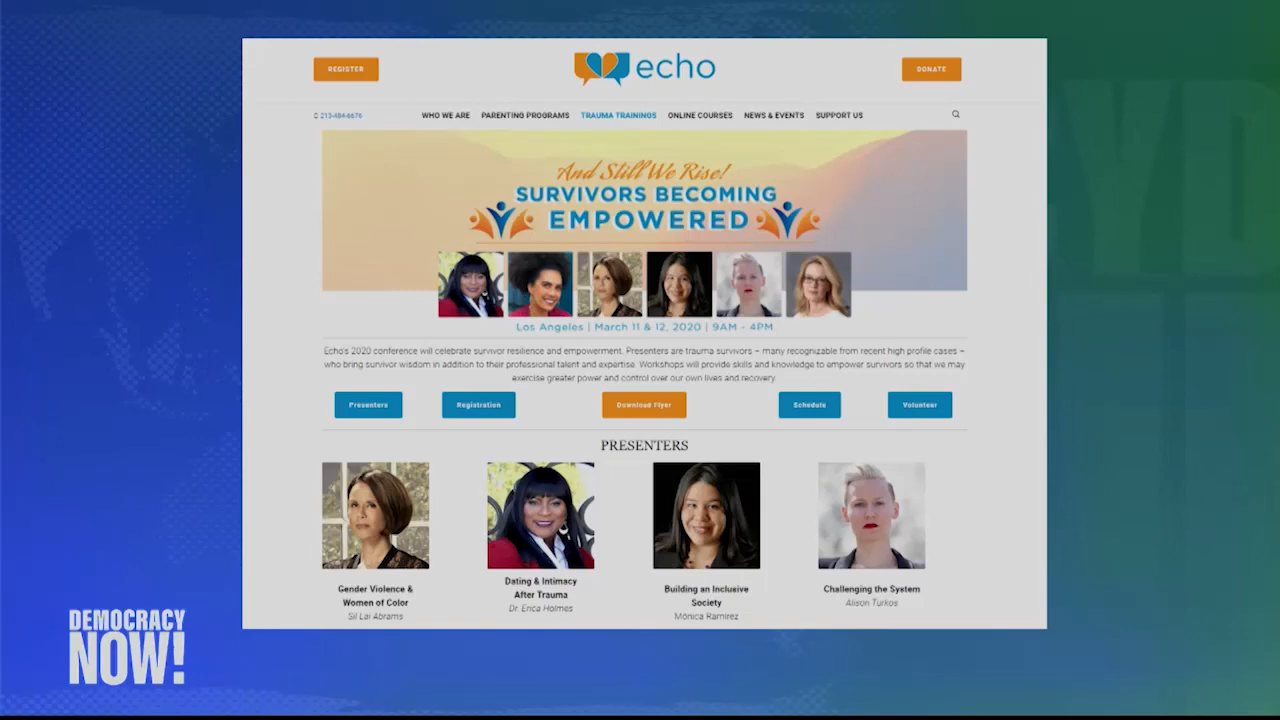 REGISTER
echo
DONATE
213-484-6676
WHO WE ARE
PARENTING PROGRAMS
TRAUMA TRAININGS
ONLINE COURSES
NEWS & EVENTS
SUPPORT US
And Still We Rise!
SURVIVORS BECOMING
EMPOWERED
Los Angeles | March 11 & 12, 2020 | 9AM - 4PM
Echo's 2020 conference will celebrate survivor resilience and empowerment. Presenters are trauma survivors – many recognizable from recent high profile cases –
who bring survivor wisdom in addition to their professional talent and expertise. Workshops will provide skills and knowledge to empower survivors so that we may
exercise greater power and control over our own lives and recovery.
Presenters
Registration
Download Flyer
Schedule
Volunteer
PRESENTERS
Gender Violence &
Women of Color
Sil Lai Abrams
Dating & Intimacy
After Trauma
Dr. Erica Holmes
Building an Inclusive
Society
Mónica Ramírez
Challenging the System
Alison Turkos
DEMOCRACY
NOW!